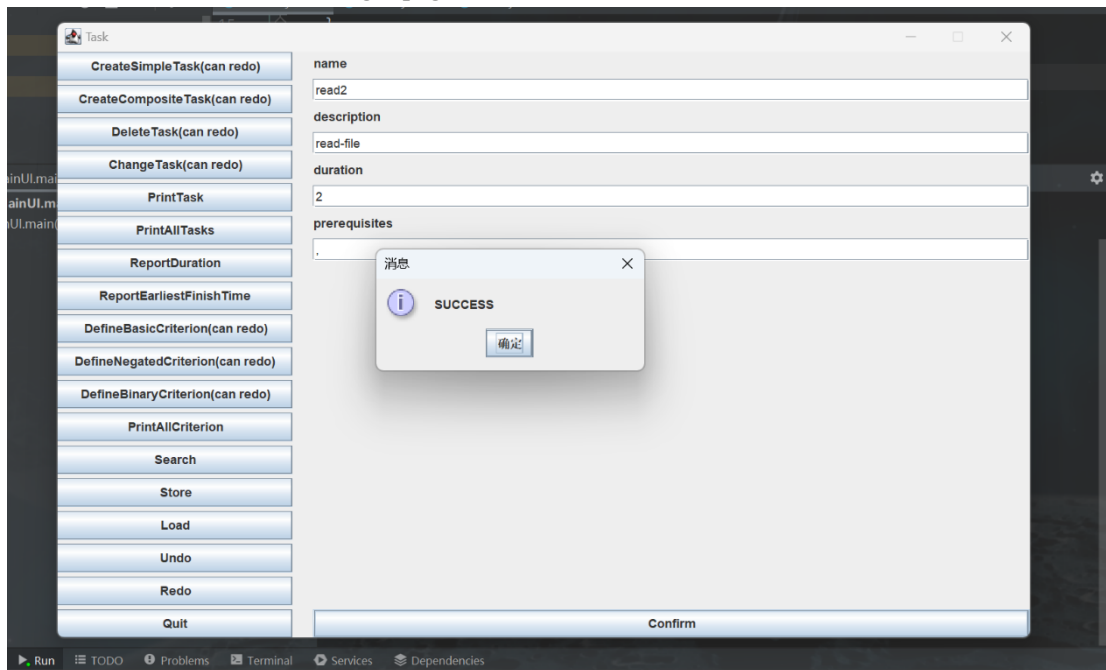 Task
CreateSimpleTask(can redo)
CreateCompositeTask(can redo)
DeleteTask(can redo)
ChangeTask(can redo)
PrintTask
PrintAllTasks
ReportDuration
ReportEarliestFinishTime
DefineBasicCriterion(can redo)
DefineNegatedCriterion(can redo)
DefineBinaryCriterion(can redo)
PrintAllCriterion
Search
Store
Load
Undo
Redo
Quit
name
read2
description
read-file
duration
2
prerequisites
,
消息
SUCCESS
确定
Confirm
ainUI.mai
ainUI.m
UI.main(
Run TODO Problems Terminal Services Dependencies